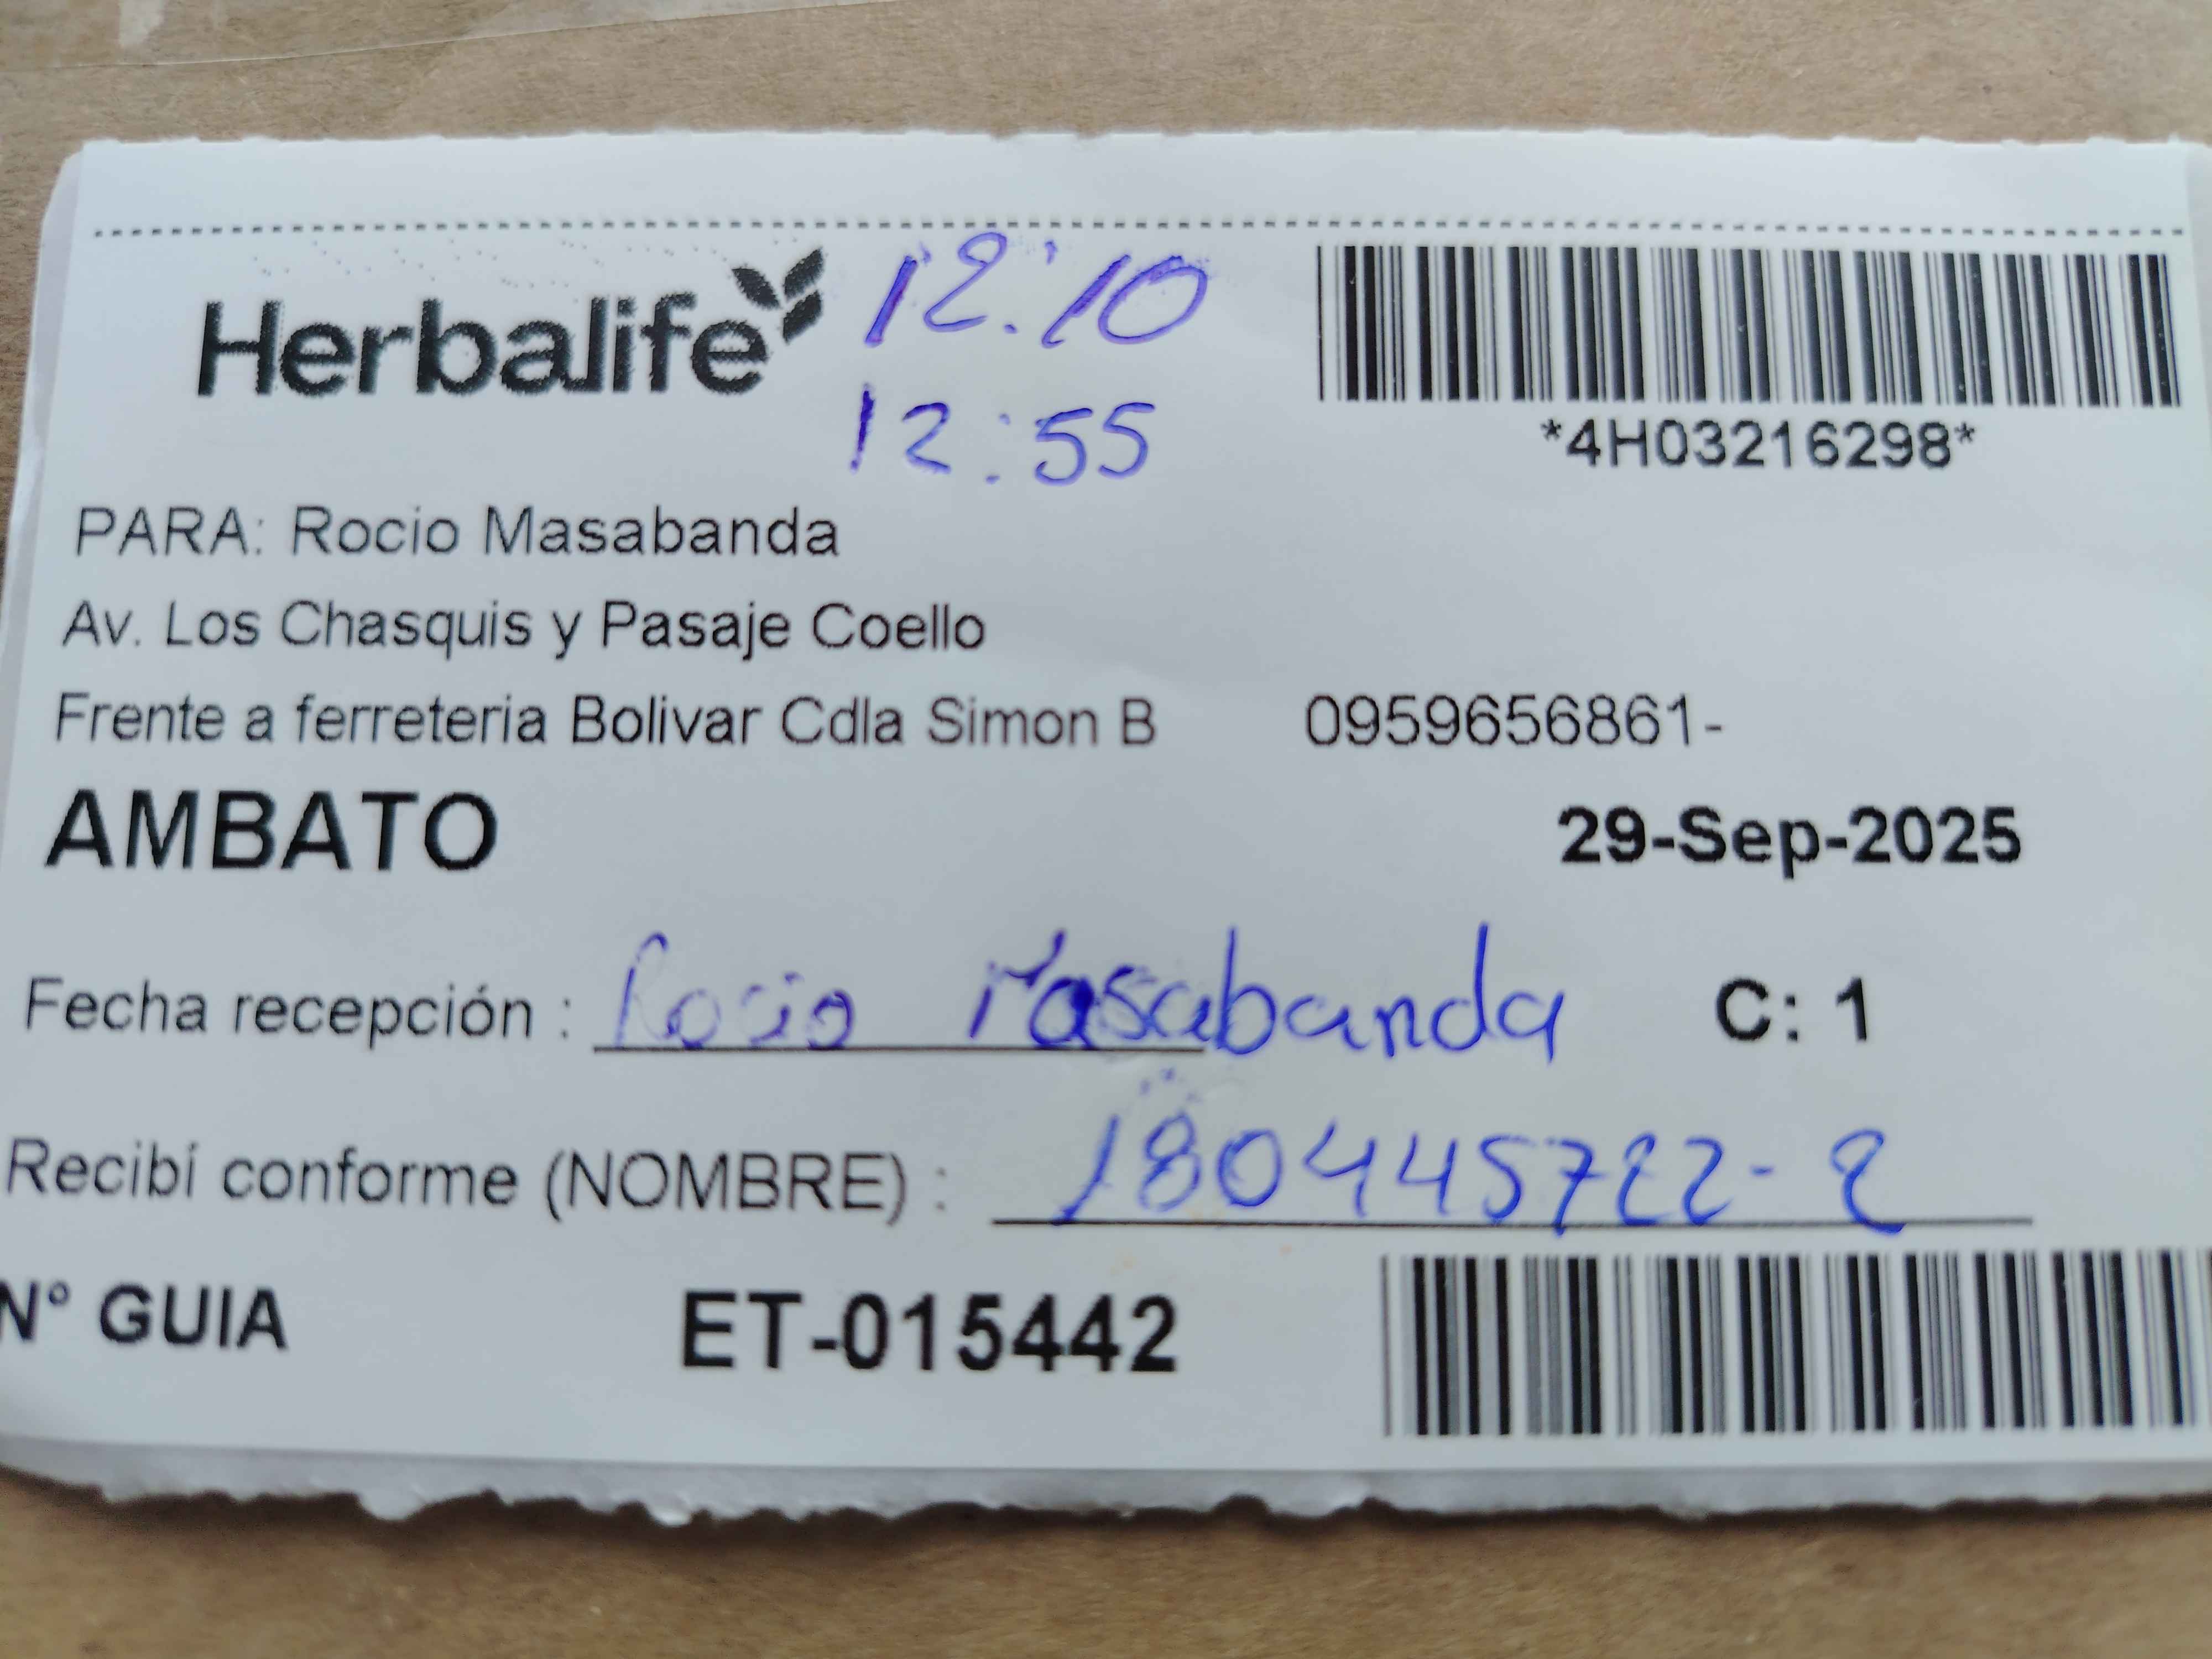 Herbalife 12:10
12:55
*4H03216298*
PARA: Rocio Masabanda
Av. Los Chasquis y Pasaje Coello
Frente a ferreteria Bolivar Cdla Simon B 0959656861-
AMBATO 29-Sep-2025
Fecha recepción : Rocio Masabanda C: 1
Recibí conforme (NOMBRE) : 180445722-2
N° GUIA ET-015442